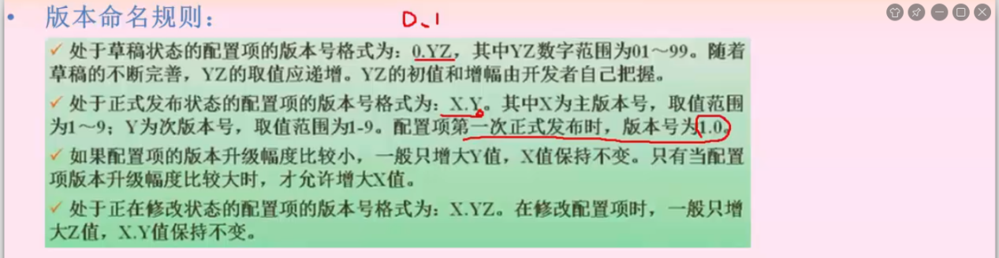 • 版本命名规则：
D、1
✓ 处于草稿状态的配置项的版本号格式为：0.YZ，其中YZ数字范围为01～99。随着
草稿的不断完善，YZ的取值应递增。YZ的初值和增幅由开发者自己把握。
✓ 处于正式发布状态的配置项的版本号格式为：X.Y。其中X为主版本号，取值范围
为1～9；Y为次版本号，取值范围为1-9。配置项第一次正式发布时，版本号为1.0。
✓ 如果配置项的版本升级幅度比较小，一般只增大Y值，X值保持不变。只有当配置
项版本升级幅度比较大时，才允许增大X值。
✓ 处于正在修改状态的配置项的版本号格式为：X.YZ。在修改配置项时，一般只增
大Z值，X.Y值保持不变。